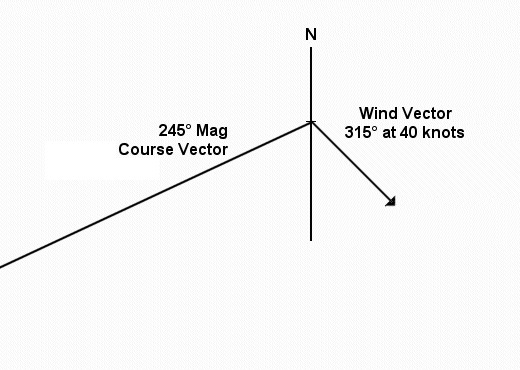 N
245° Mag
Course Vector
Wind Vector
315° at 40 knots